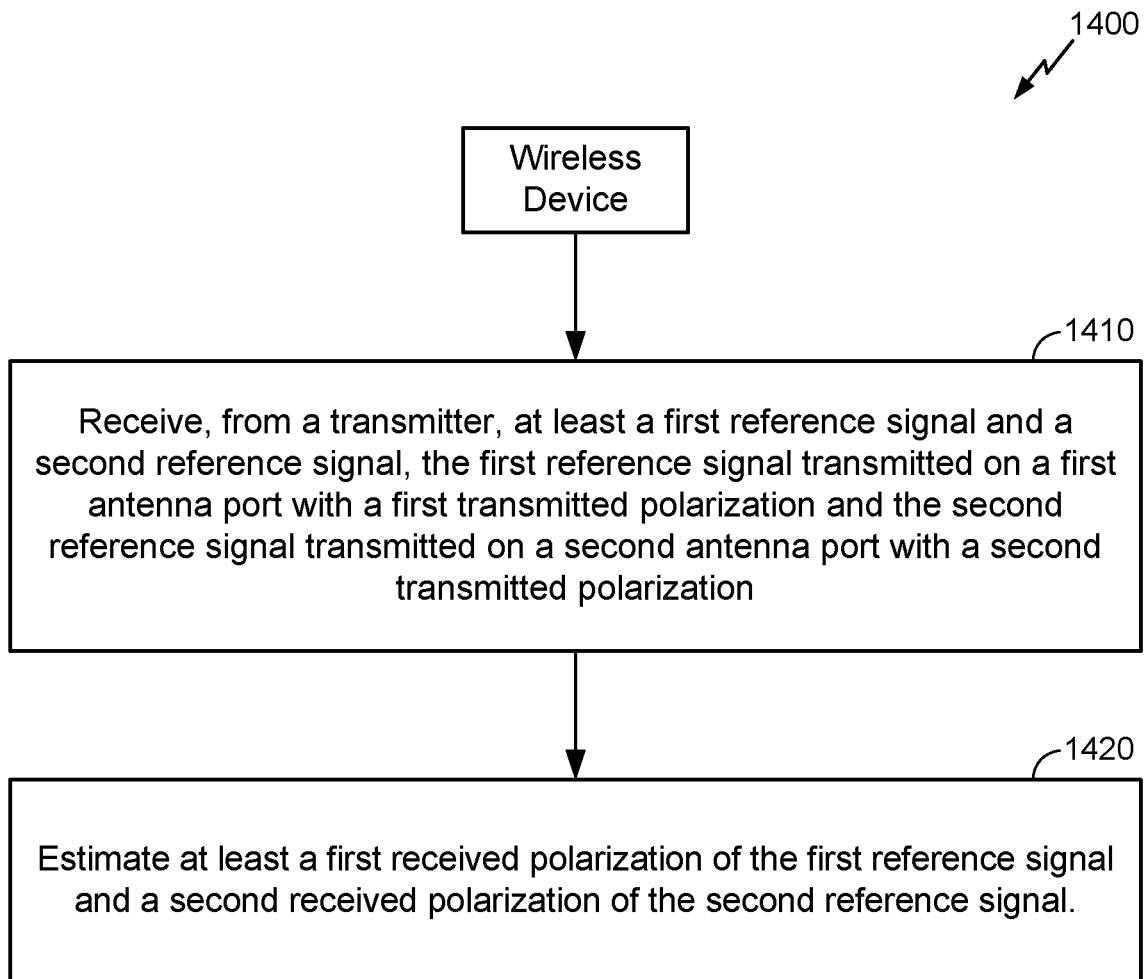 1400
Wireless
Device
1410
Receive, from a transmitter, at least a first reference signal and a
second reference signal, the first reference signal transmitted on a first
antenna port with a first transmitted polarization and the second
reference signal transmitted on a second antenna port with a second
transmitted polarization
1420
Estimate at least a first received polarization of the first reference signal
and a second received polarization of the second reference signal.